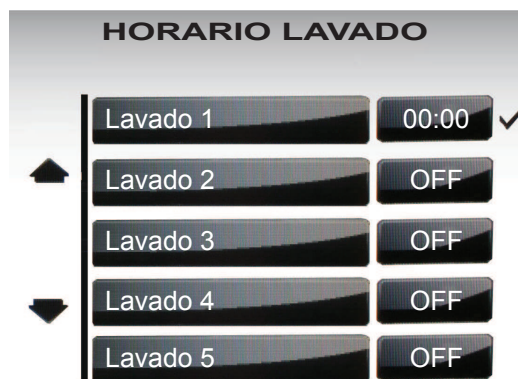 HORARIO LAVADO
Lavado 1 00:00
Lavado 2 OFF
Lavado 3 OFF
Lavado 4 OFF
Lavado 5 OFF